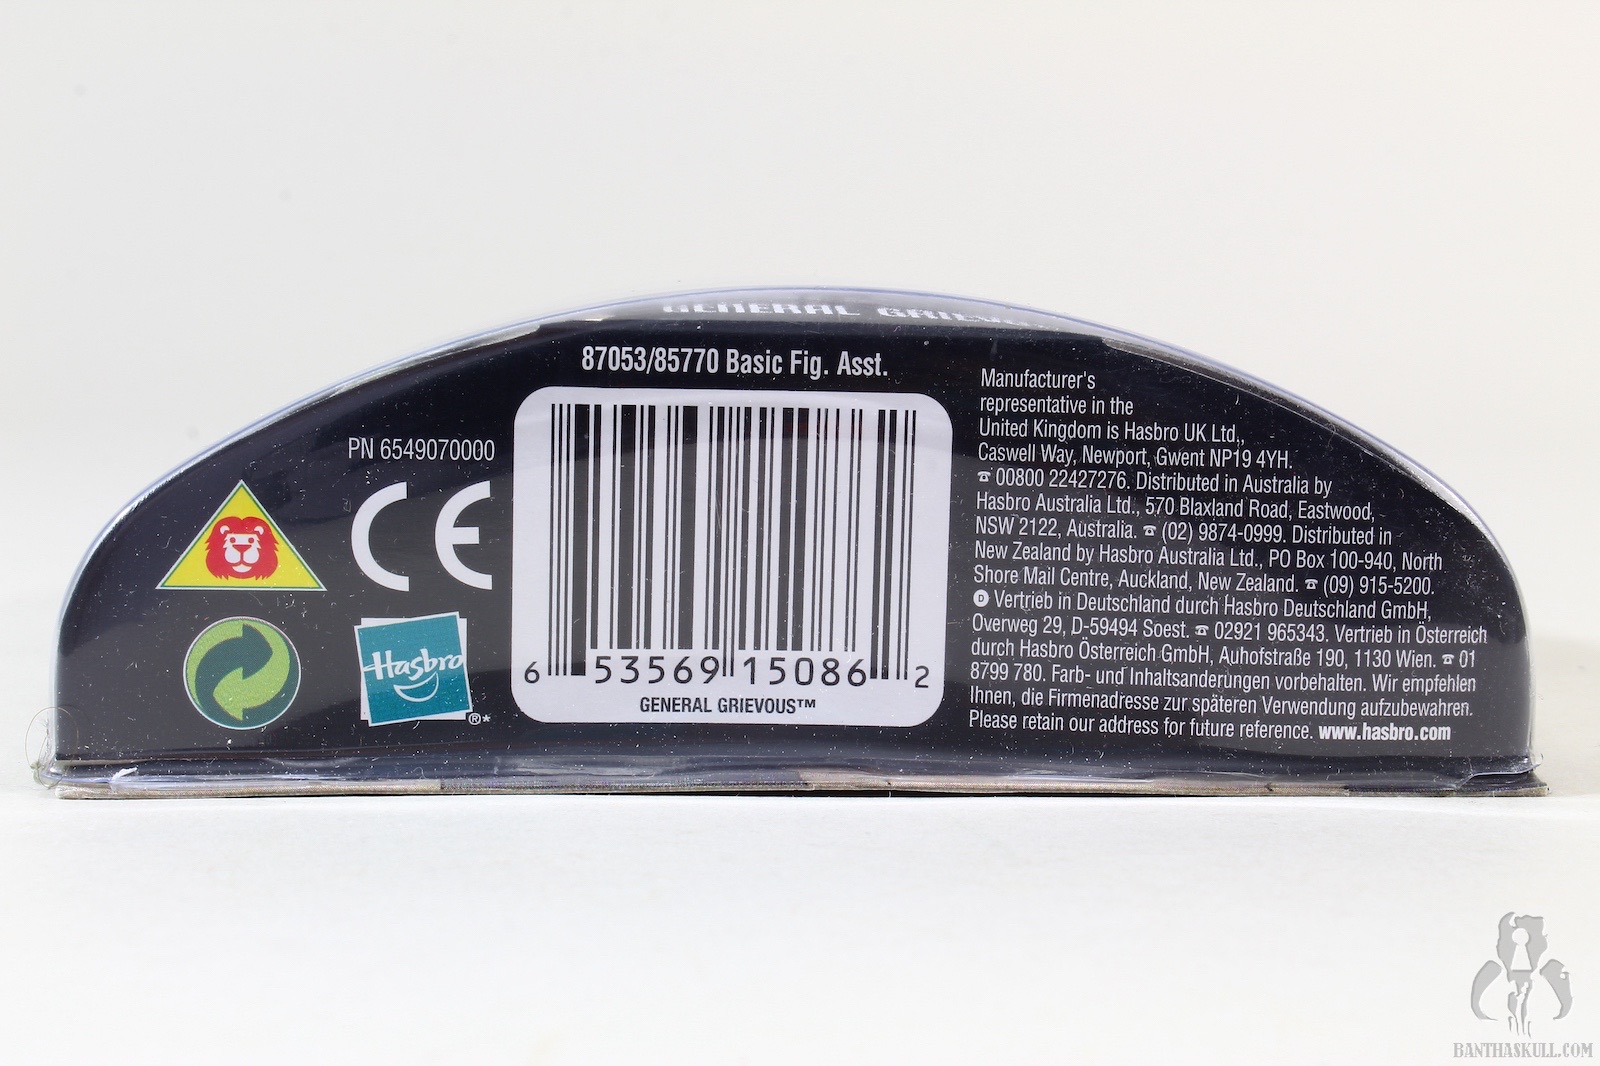 GENERAL GRIEVOUS
87053/85770 Basic Fig. Asst.
PN 6549070000
CE
Hasbro
®*
6 53569 15086 2
GENERAL GRIEVOUS™
Manufacturer's
representative in the
United Kingdom is Hasbro UK Ltd.,
Caswell Way, Newport, Gwent NP19 4YH.
☎ 00800 22427276. Distributed in Australia by
Hasbro Australia Ltd., 570 Blaxland Road, Eastwood,
NSW 2122, Australia. ☎ (02) 9874-0999. Distributed in
New Zealand by Hasbro Australia Ltd., PO Box 100-940, North
Shore Mail Centre, Auckland, New Zealand. ☎ (09) 915-5200.
D Vertrieb in Deutschland durch Hasbro Deutschland GmbH,
Overweg 29, D-59494 Soest. ☎ 02921 965343. Vertrieb in Österreich
durch Hasbro Österreich GmbH, Auhofstraße 190, 1130 Wien. ☎ 01
8799 780. Farb- und Inhaltsanderungen vorbehalten. Wir empfehlen
Ihnen, die Firmenadresse zur späteren Verwendung aufzubewahren.
Please retain our address for future reference. www.hasbro.com
BANTHASKULL.COM